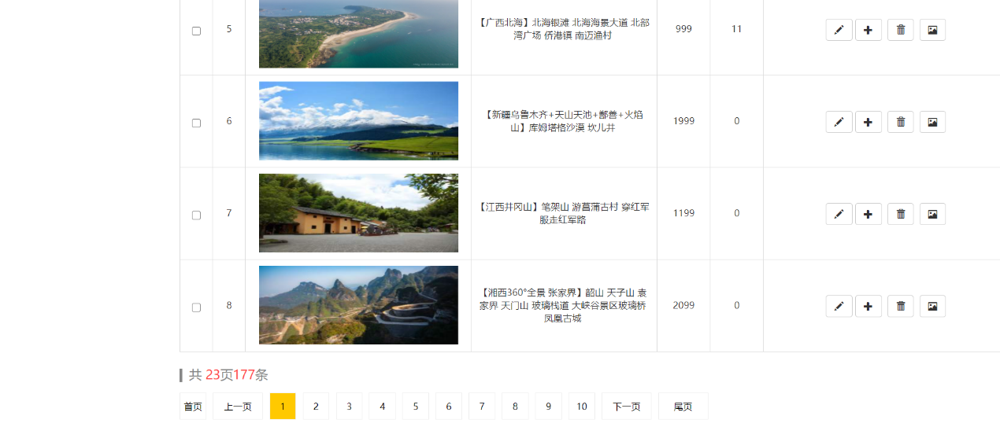 5
【广西北海】北海银滩 北海海景大道 北部
湾广场 侨港镇 南迈渔村
999
11
6
【新疆乌鲁木齐+天山天池+鄯善+火焰
山】库姆塔格沙漠 坎儿井
1999
0
7
【江西井冈山】笔架山 游菖蒲古村 穿红军
服走红军路
1199
0
8
【湘西360°全景 张家界】韶山 天子山 袁
家界 天门山 玻璃栈道 大峡谷景区玻璃桥
凤凰古城
2099
0
共 23页177条
首页 上一页 1 2 3 4 5 6 7 8 9 10 下一页 尾页